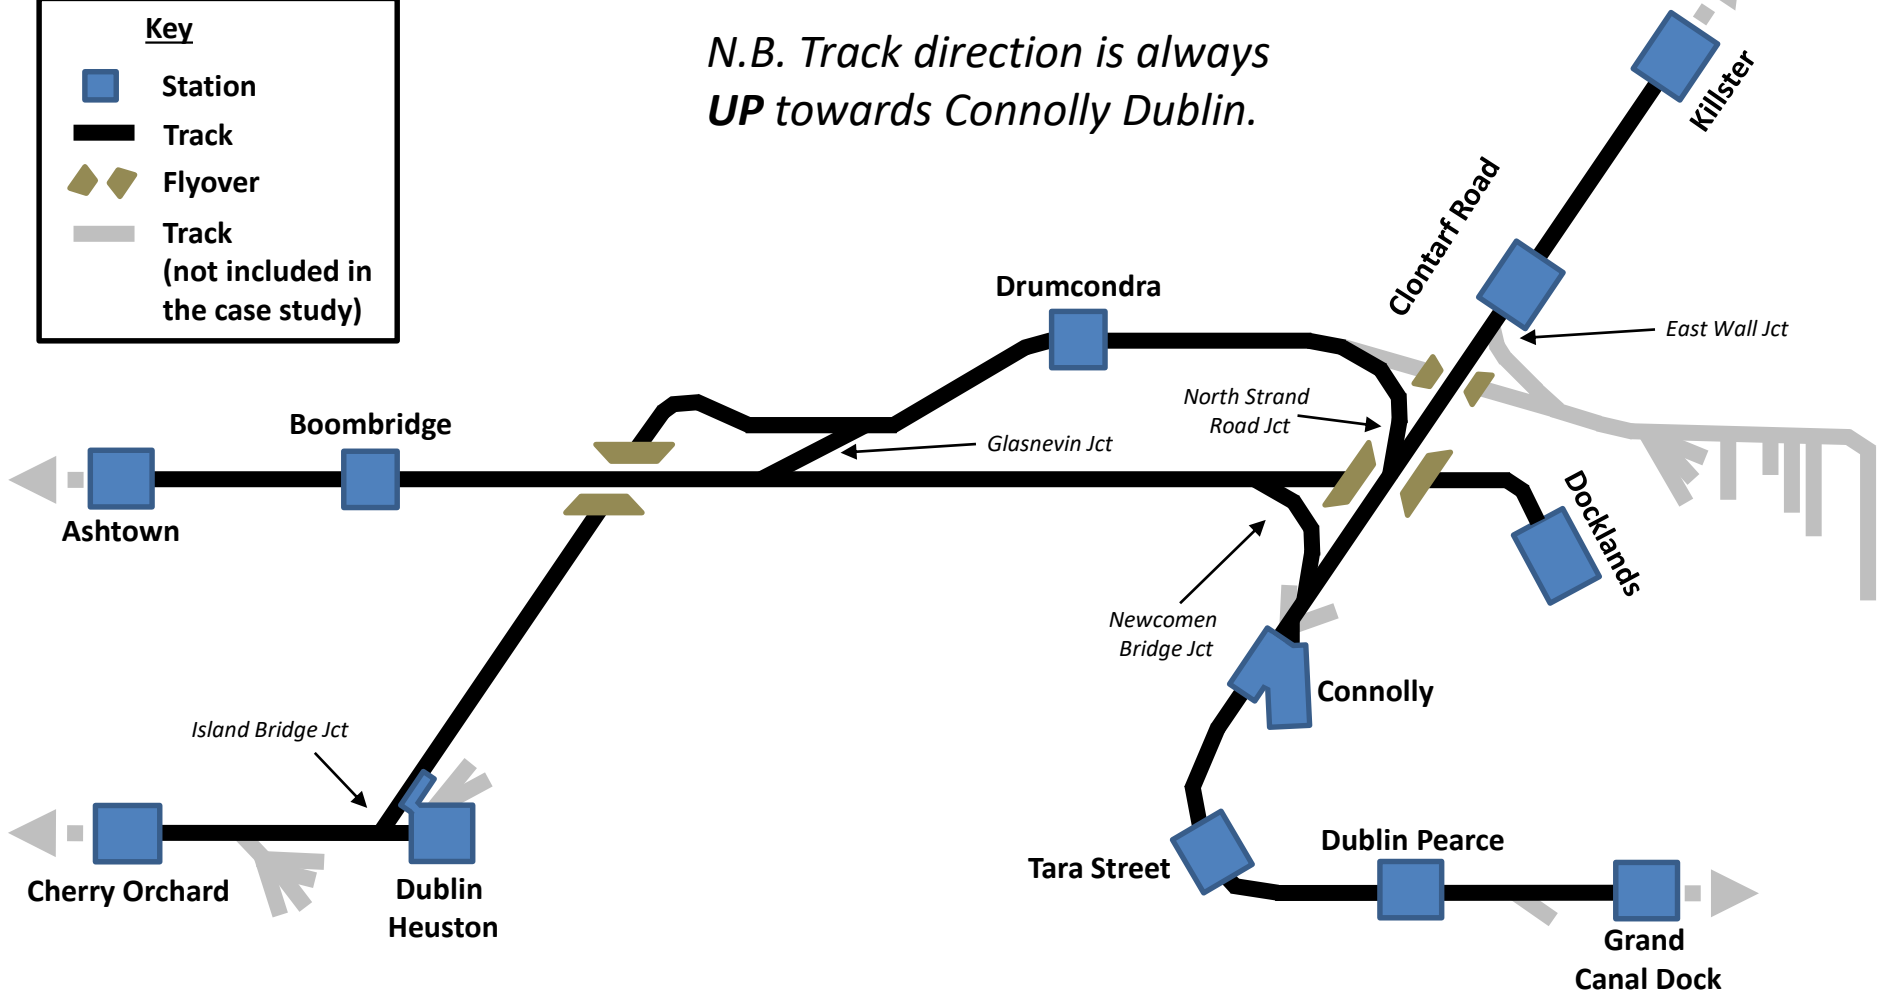 Key
Station
Track
Flyover
Track
(not included in
the case study)
N.B. Track direction is always
UP towards Connolly Dublin.
Killster
Clontarf Road
East Wall Jct
Drumcondra
North Strand
Road Jct
Boombridge
Glasnevin Jct
Ashtown
Docklands
Newcomen
Bridge Jct
Connolly
Island Bridge Jct
Cherry Orchard
Dublin
Heuston
Tara Street
Dublin Pearce
Grand
Canal Dock